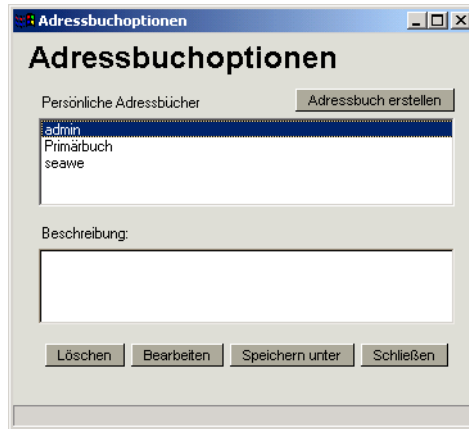 Adressbuchoptionen
Adressbuchoptionen
Persönliche Adressbücher
Adressbuch erstellen
admin
Primärbuch
seawe
Beschreibung:
Löschen Bearbeiten Speichern unter Schließen